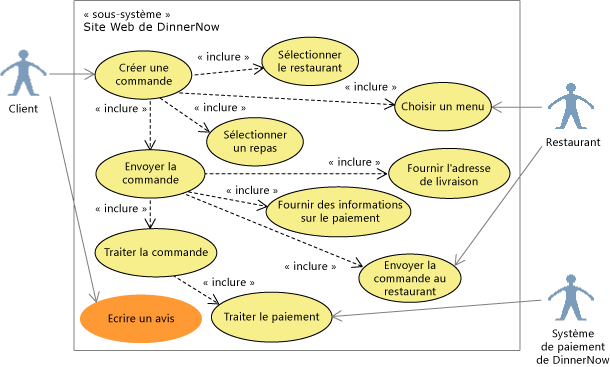 « sous-système »
Site Web de DinnerNow
Client
Créer une
commande
« inclure »
Sélectionner
le restaurant
« inclure »
Choisir un menu
Restaurant
« inclure »
« inclure »
Sélectionner
un repas
Envoyer la
commande
« inclure »
Fournir l'adresse
de livraison
« inclure »
Fournir des informations
sur le paiement
« inclure »
Traiter la commande
« inclure »
Envoyer la
commande au
restaurant
« inclure »
Ecrire un avis
Traiter le paiement
Système
de paiement
de DinnerNow